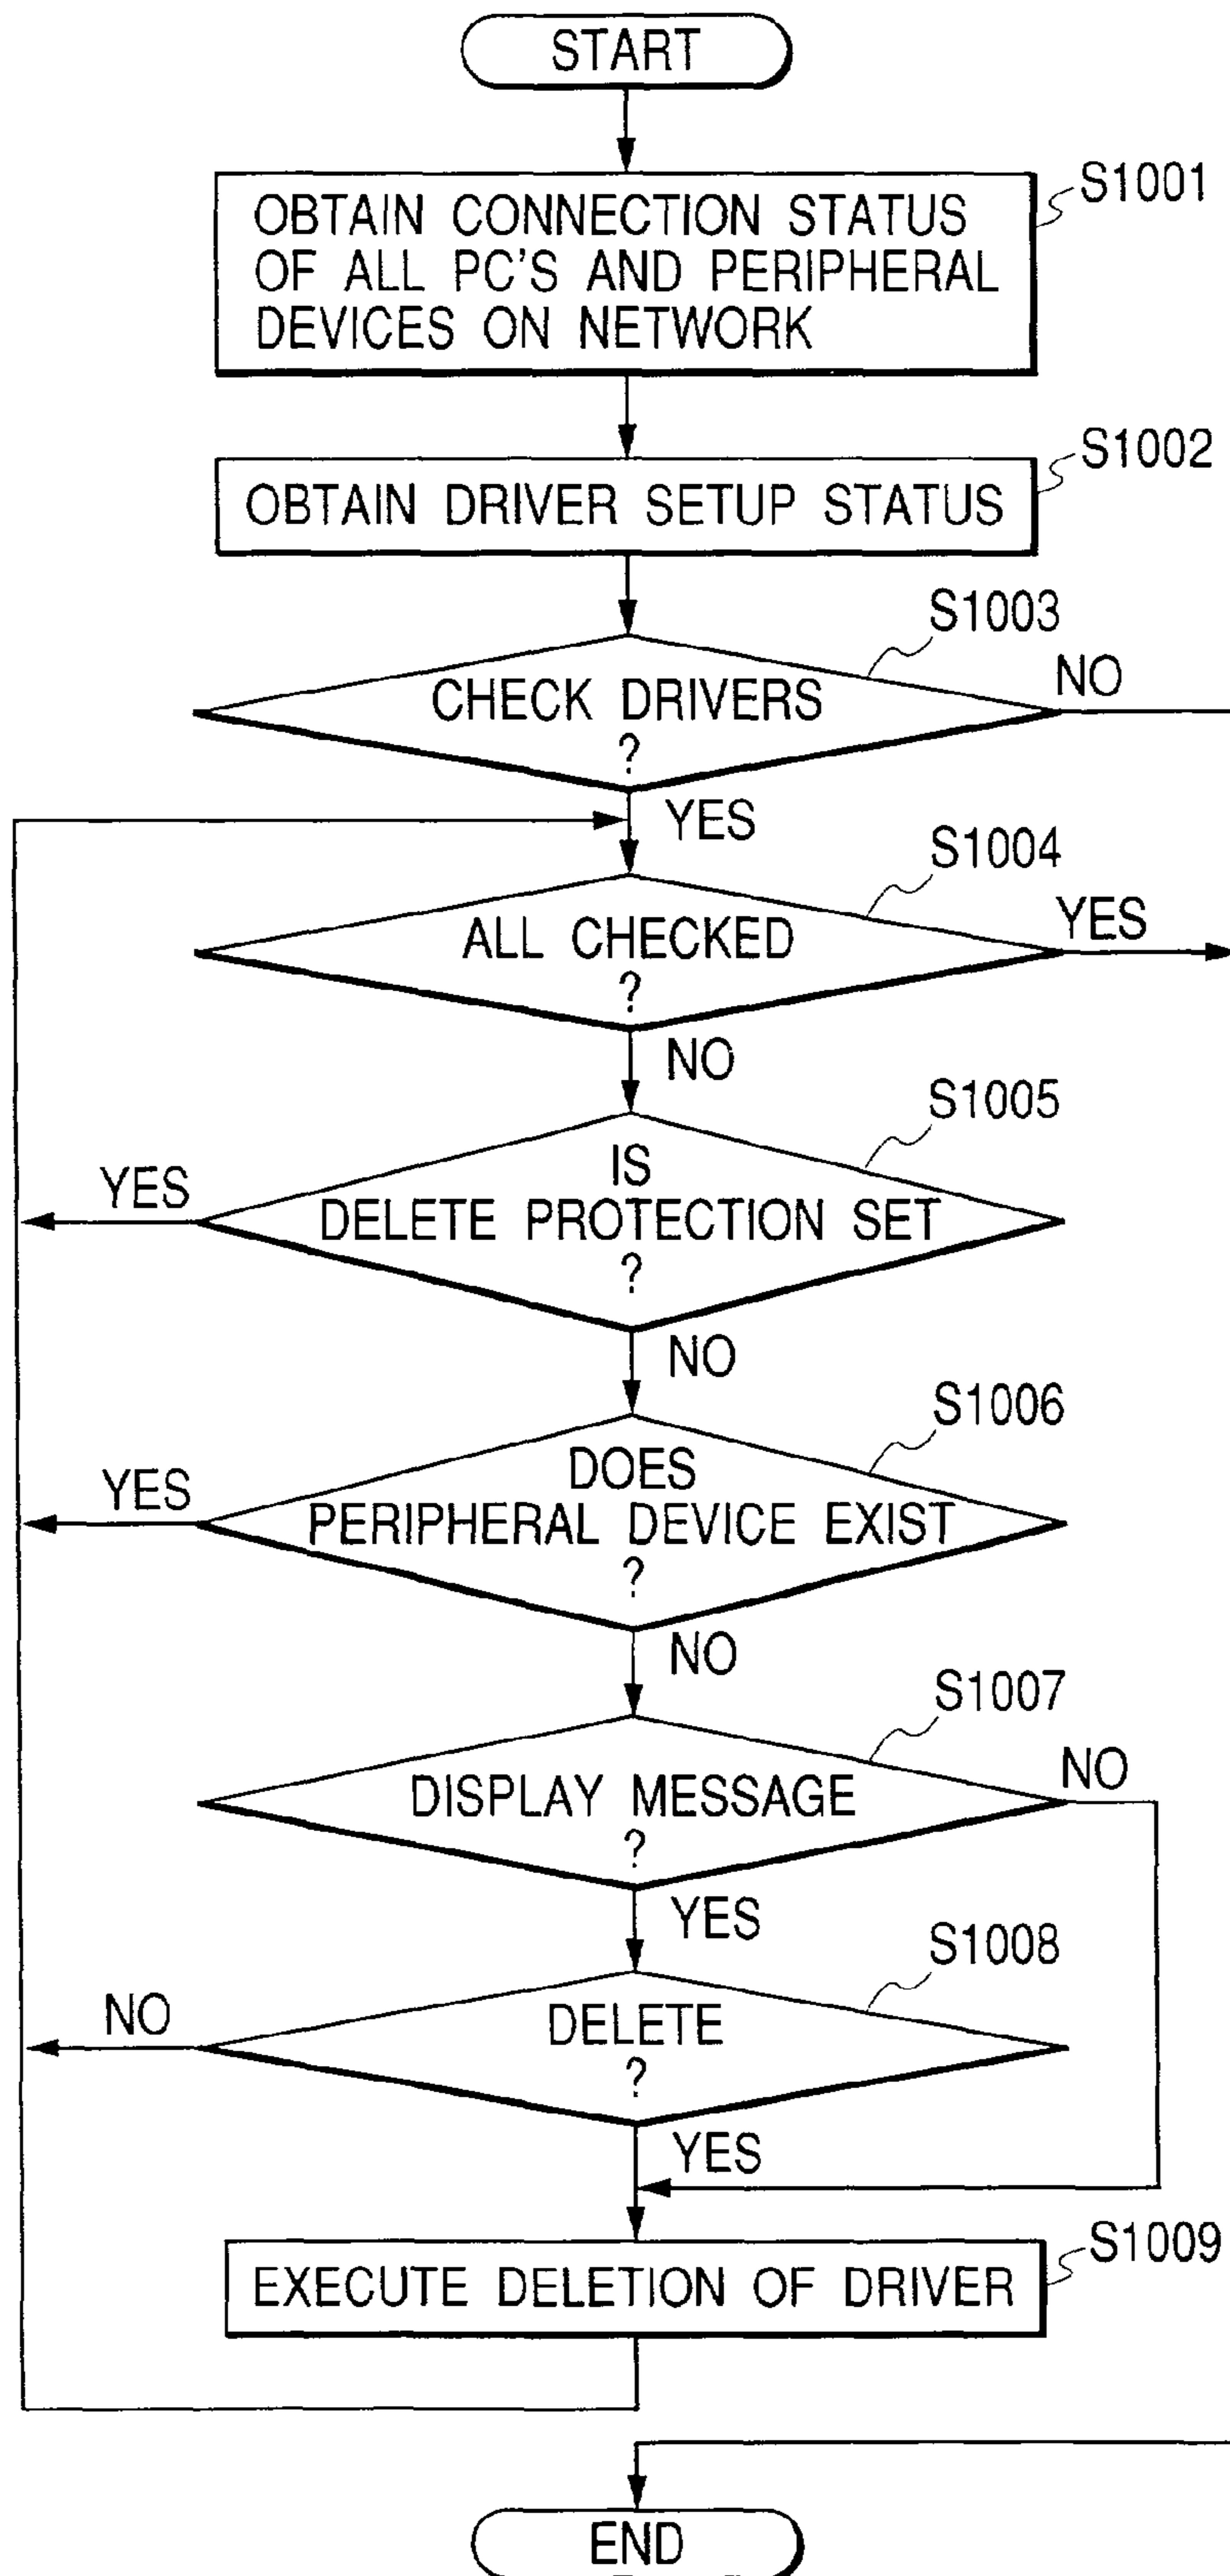 START
S1001
OBTAIN CONNECTION STATUS
OF ALL PC'S AND PERIPHERAL
DEVICES ON NETWORK
S1002
OBTAIN DRIVER SETUP STATUS
S1003
CHECK DRIVERS
?
NO
YES
S1004
ALL CHECKED
?
YES
NO
S1005
IS
DELETE PROTECTION SET
?
YES
NO
S1006
DOES
PERIPHERAL DEVICE EXIST
?
YES
NO
S1007
DISPLAY MESSAGE
?
NO
YES
S1008
DELETE
?
NO
YES
S1009
EXECUTE DELETION OF DRIVER
END